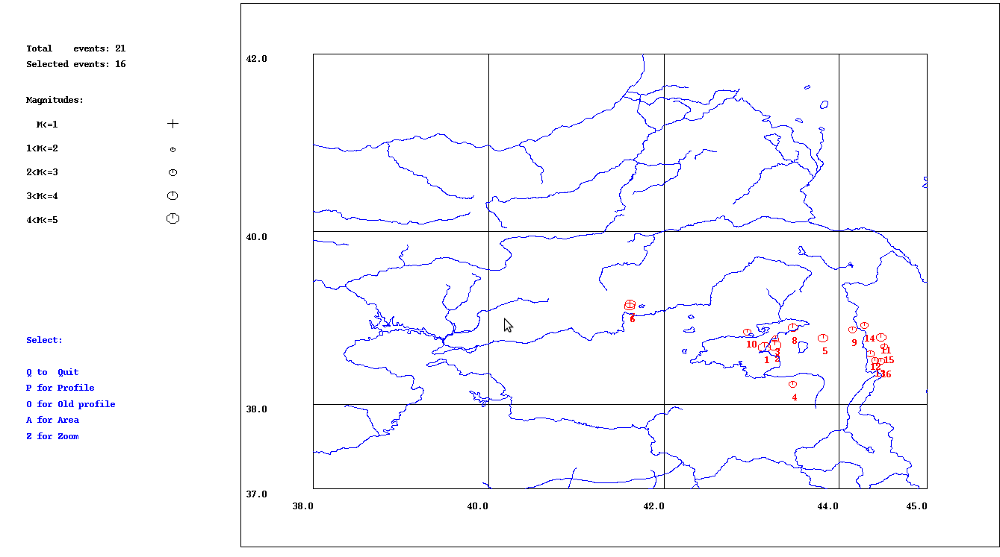 Total    events: 21
Selected events: 16
Magnitudes:
M<=1
1<M<=2
2<M<=3
3<M<=4
4<M<=5
Select:
Q to  Quit
P for Profile
O for Old profile
A for Area
Z for Zoom
42.0
40.0
38.0
37.0
38.0
40.0
42.0
44.0
45.0
6
10
1
3
2
8
5
4
9
14
11
15
12
16